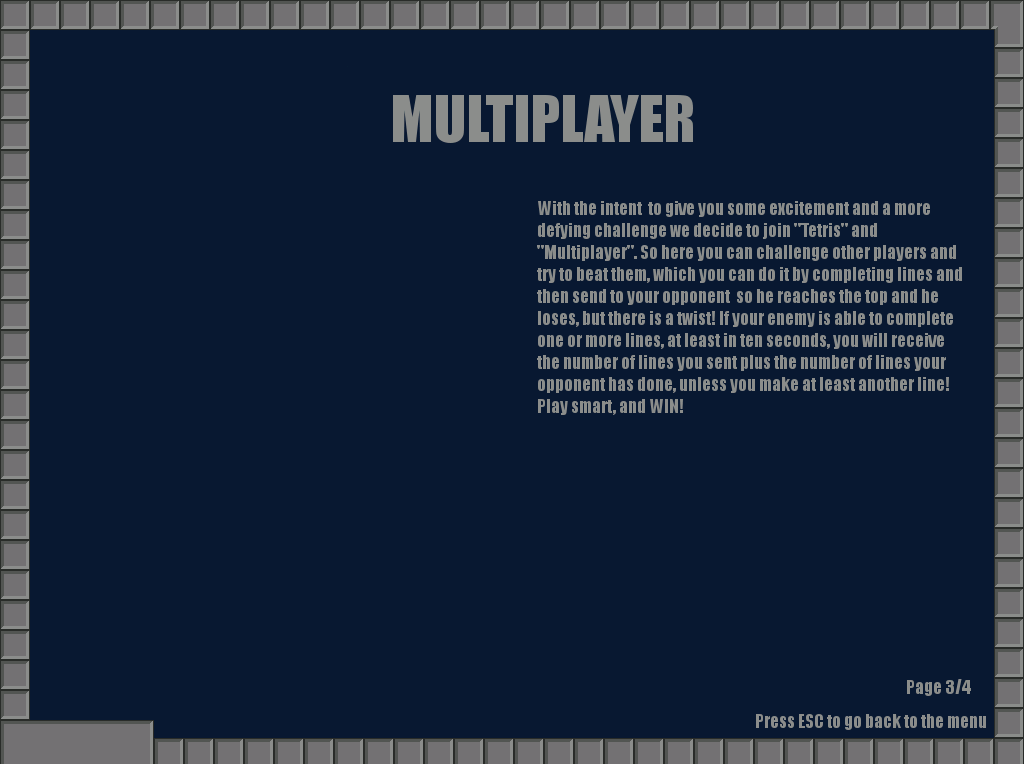 MULTIPLAYER
With the intent to give you some excitement and a more
defying challenge we decide to join "Tetris" and
"Multiplayer". So here you can challenge other players and
try to beat them, which you can do it by completing lines and
then send to your opponent so he reaches the top and he
loses, but there is a twist! If your enemy is able to complete
one or more lines, at least in ten seconds, you will receive
the number of lines you sent plus the number of lines your
opponent has done, unless you make at least another line!
Play smart, and WIN!
Page 3/4
Press ESC to go back to the menu